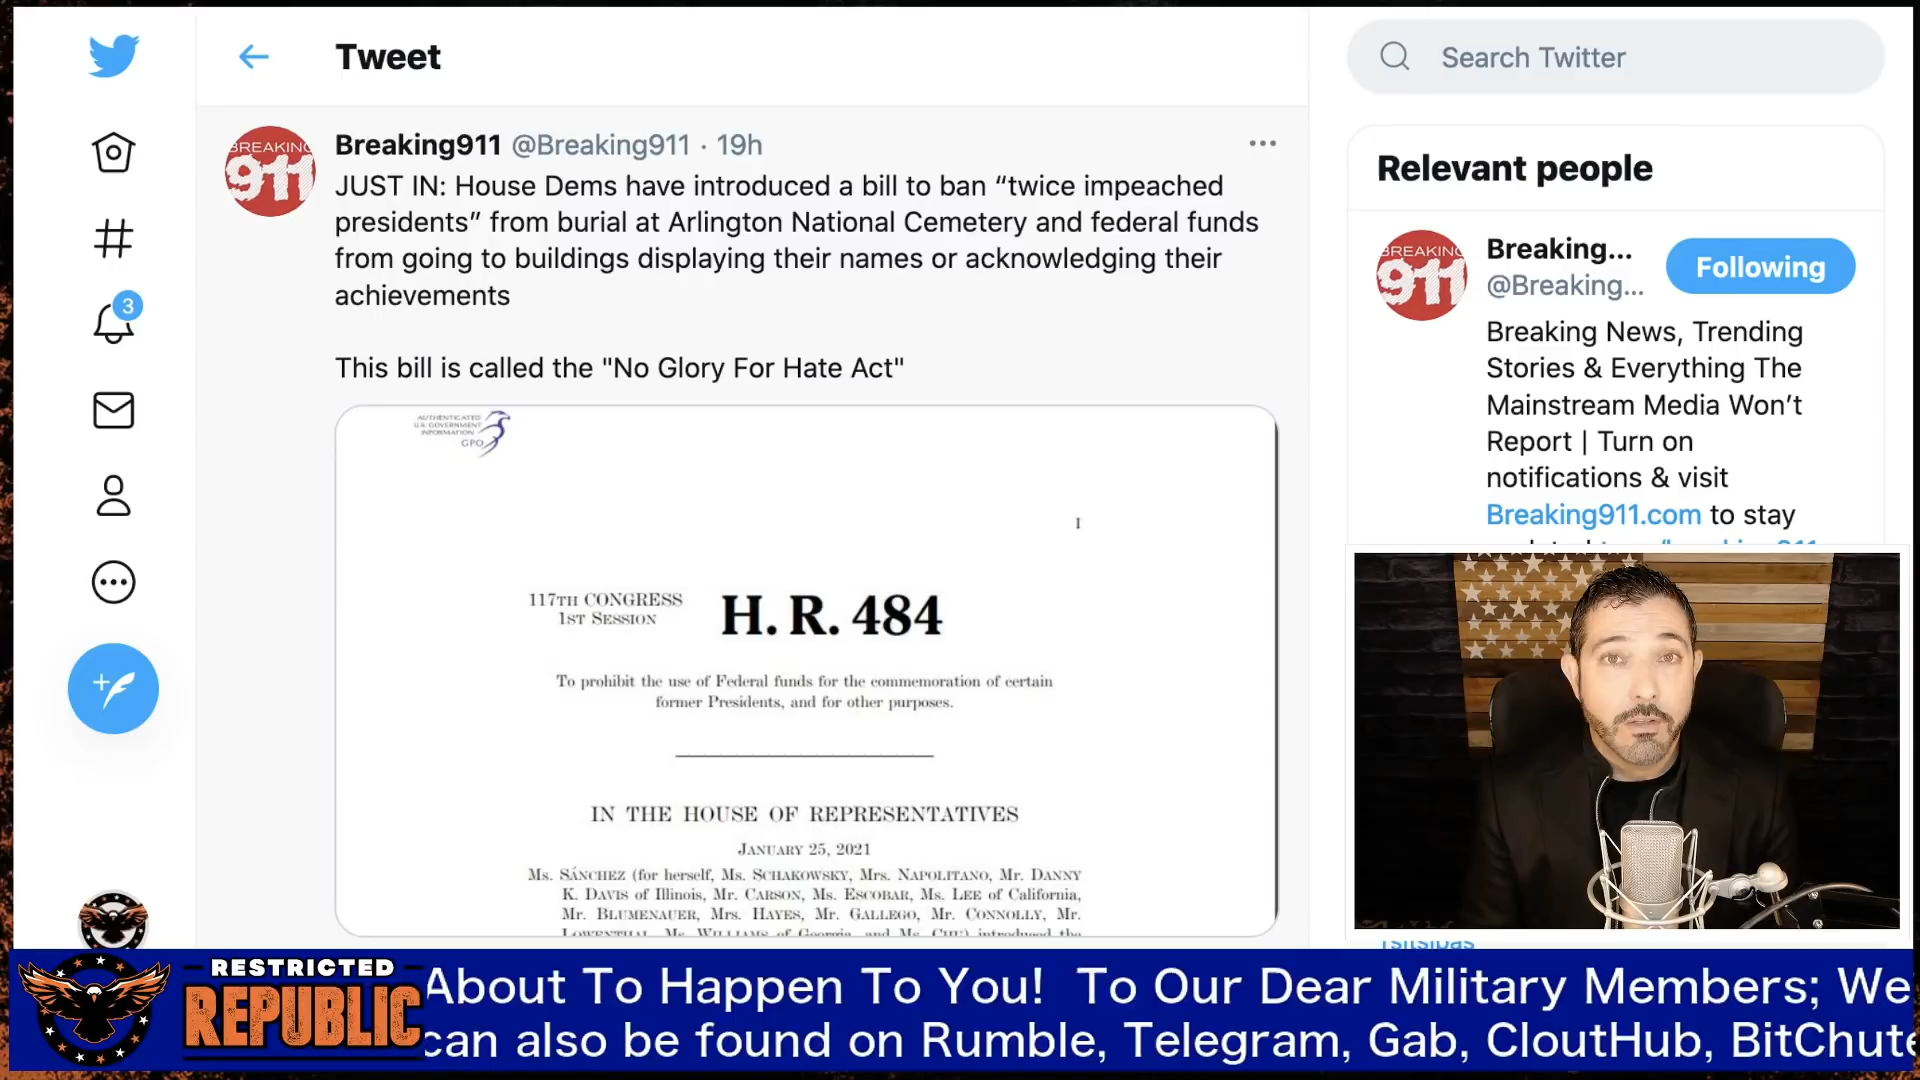 Tweet
Search Twitter
BREAKING
911
Breaking911 @Breaking911 · 19h
JUST IN: House Dems have introduced a bill to ban “twice impeached
presidents” from burial at Arlington National Cemetery and federal funds
from going to buildings displaying their names or acknowledging their
achievements
This bill is called the "No Glory For Hate Act"
AUTHENTICATED
U.S. GOVERNMENT
INFORMATION
GPO
I
117TH CONGRESS
1ST SESSION
H. R. 484
To prohibit the use of Federal funds for the commemoration of certain
former Presidents, and for other purposes.
IN THE HOUSE OF REPRESENTATIVES
JANUARY 25, 2021
Ms. SÁNCHEZ (for herself, Ms. SCHAKOWSKY, Mrs. NAPOLITANO, Mr. DANNY
K. DAVIS of Illinois, Mr. CARSON, Ms. ESCOBAR, Ms. LEE of California,
Mr. BLUMENAUER, Mrs. HAYES, Mr. GALLEGO, Mr. CONNOLLY, Mr.
LOWENTHAL, Ms. WILLIAMS of Georgia, and Ms. CHU) introduced the
3
Relevant people
BREAKING
911
Breaking...
@Breaking...
Following
Breaking News, Trending
Stories & Everything The
Mainstream Media Won’t
Report | Turn on
notifications & visit
Breaking911.com to stay
RESTRICTED
REPUBLIC
About To Happen To You! To Our Dear Military Members; We
can also be found on Rumble, Telegram, Gab, CloutHub, BitChute